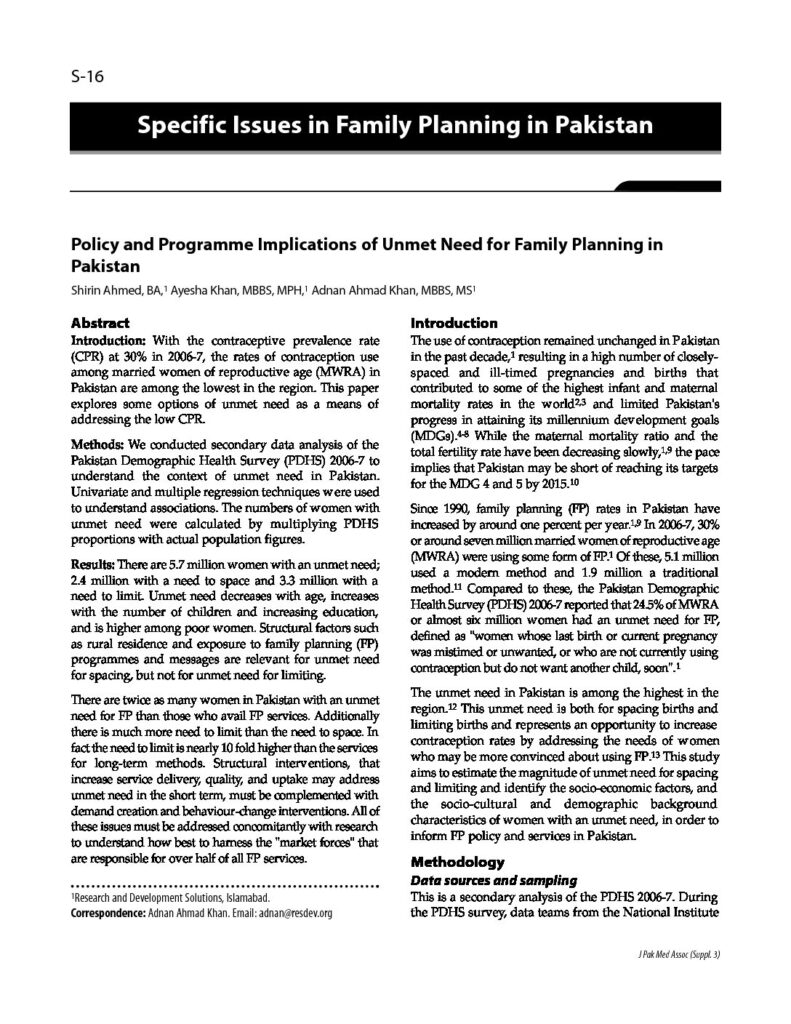 S-16
Specific Issues in Family Planning in Pakistan
Policy and Programme Implications of Unmet Need for Family Planning in
Pakistan
Shirin Ahmed, BA,¹ Ayesha Khan, MBBS, MPH,¹ Adnan Ahmad Khan, MBBS, MS¹
Abstract
Introduction: With the contraceptive prevalence rate
(CPR) at 30% in 2006-7, the rates of contraception use
among married women of reproductive age (MWRA) in
Pakistan are among the lowest in the region. This paper
explores some options of unmet need as a means of
addressing the low CPR.
Methods: We conducted secondary data analysis of the
Pakistan Demographic Health Survey (PDHS) 2006-7 to
understand the context of unmet need in Pakistan.
Univariate and multiple regression techniques were used
to understand associations. The numbers of women with
unmet need were calculated by multiplying PDHS
proportions with actual population figures.
Results: There are 5.7 million women with an unmet need;
2.4 million with a need to space and 3.3 million with a
need to limit. Unmet need decreases with age, increases
with the number of children and increasing education,
and is higher among poor women. Structural factors such
as rural residence and exposure to family planning (FP)
programmes and messages are relevant for unmet need
for spacing, but not for unmet need for limiting.
There are twice as many women in Pakistan with an unmet
need for FP than those who avail FP services. Additionally
there is much more need to limit than the need to space. In
fact the need to limit is nearly 10 fold higher than the services
for long-term methods. Structural interventions, that
increase service delivery, quality, and uptake may address
unmet need in the short term, must be complemented with
demand creation and behaviour-change interventions. All of
these issues must be addressed concomitantly with research
to understand how best to harness the "market forces" that
are responsible for over half of all FP services.
¹Research and Development Solutions, Islamabad.
Correspondence: Adnan Ahmad Khan. Email: adnan@resdev.org
Introduction
The use of contraception remained unchanged in Pakistan
in the past decade,¹ resulting in a high number of closely-
spaced and ill-timed pregnancies and births that
contributed to some of the highest infant and maternal
mortality rates in the world²,³ and limited Pakistan's
progress in attaining its millennium development goals
(MDGs).⁴-⁸ While the maternal mortality ratio and the
total fertility rate have been decreasing slowly,¹,⁹ the pace
implies that Pakistan may be short of reaching its targets
for the MDG 4 and 5 by 2015.¹⁰
Since 1990, family planning (FP) rates in Pakistan have
increased by around one percent per year.¹,⁹ In 2006-7, 30%
or around seven million married women of reproductive age
(MWRA) were using some form of FP.¹ Of these, 5.1 million
used a modern method and 1.9 million a traditional
method.¹¹ Compared to these, the Pakistan Demographic
Health Survey (PDHS) 2006-7 reported that 24.5% of MWRA
or almost six million women had an unmet need for FP,
defined as "women whose last birth or current pregnancy
was mistimed or unwanted, or who are not currently using
contraception but do not want another child, soon".¹
The unmet need in Pakistan is among the highest in the
region.¹² This unmet need is both for spacing births and
limiting births and represents an opportunity to increase
contraception rates by addressing the needs of women
who may be more convinced about using FP.¹³ This study
aims to estimate the magnitude of unmet need for spacing
and limiting and identify the socio-economic factors, and
the socio-cultural and demographic background
characteristics of women with an unmet need, in order to
inform FP policy and services in Pakistan.
Methodology
Data sources and sampling
This is a secondary analysis of the PDHS 2006-7. During
the PDHS survey, data teams from the National Institute
J Pak Med Assoc (Suppl. 3)